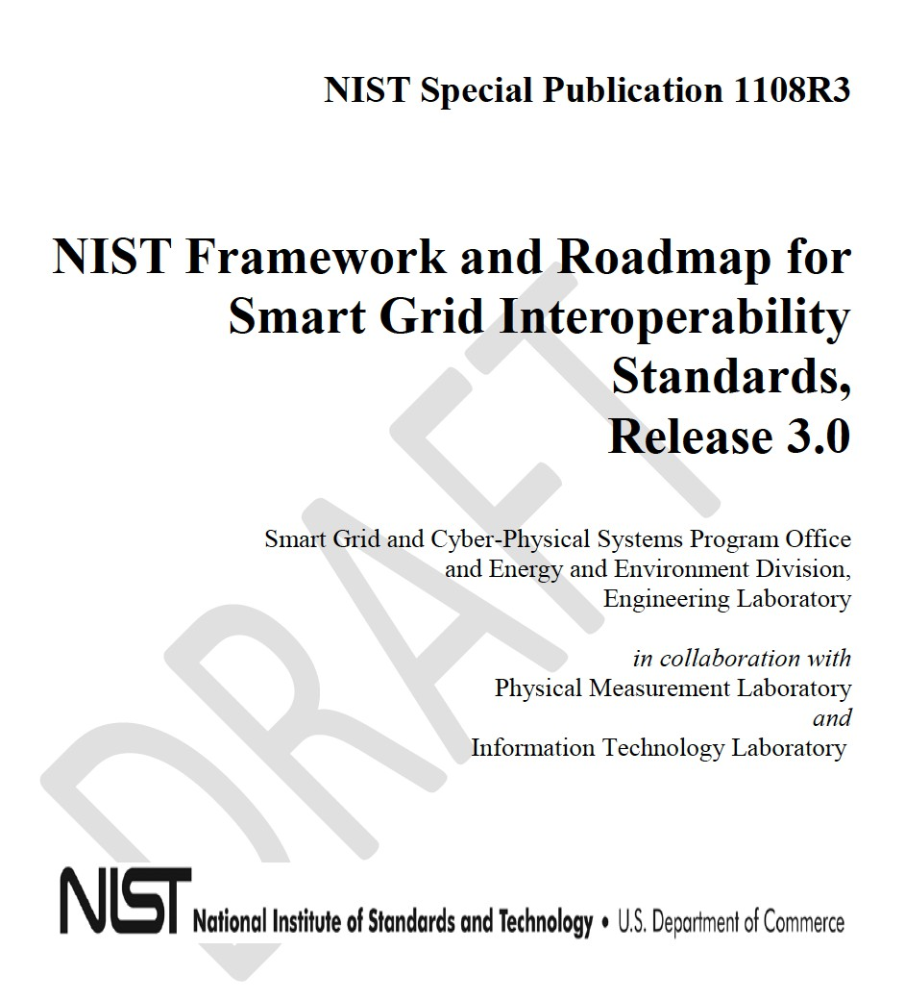 NIST Special Publication 1108R3
NIST Framework and Roadmap for
Smart Grid Interoperability
Standards,
Release 3.0
Smart Grid and Cyber-Physical Systems Program Office
and Energy and Environment Division,
Engineering Laboratory
in collaboration with
Physical Measurement Laboratory
and
Information Technology Laboratory
DRAFT
NIST National Institute of Standards and Technology • U.S. Department of Commerce